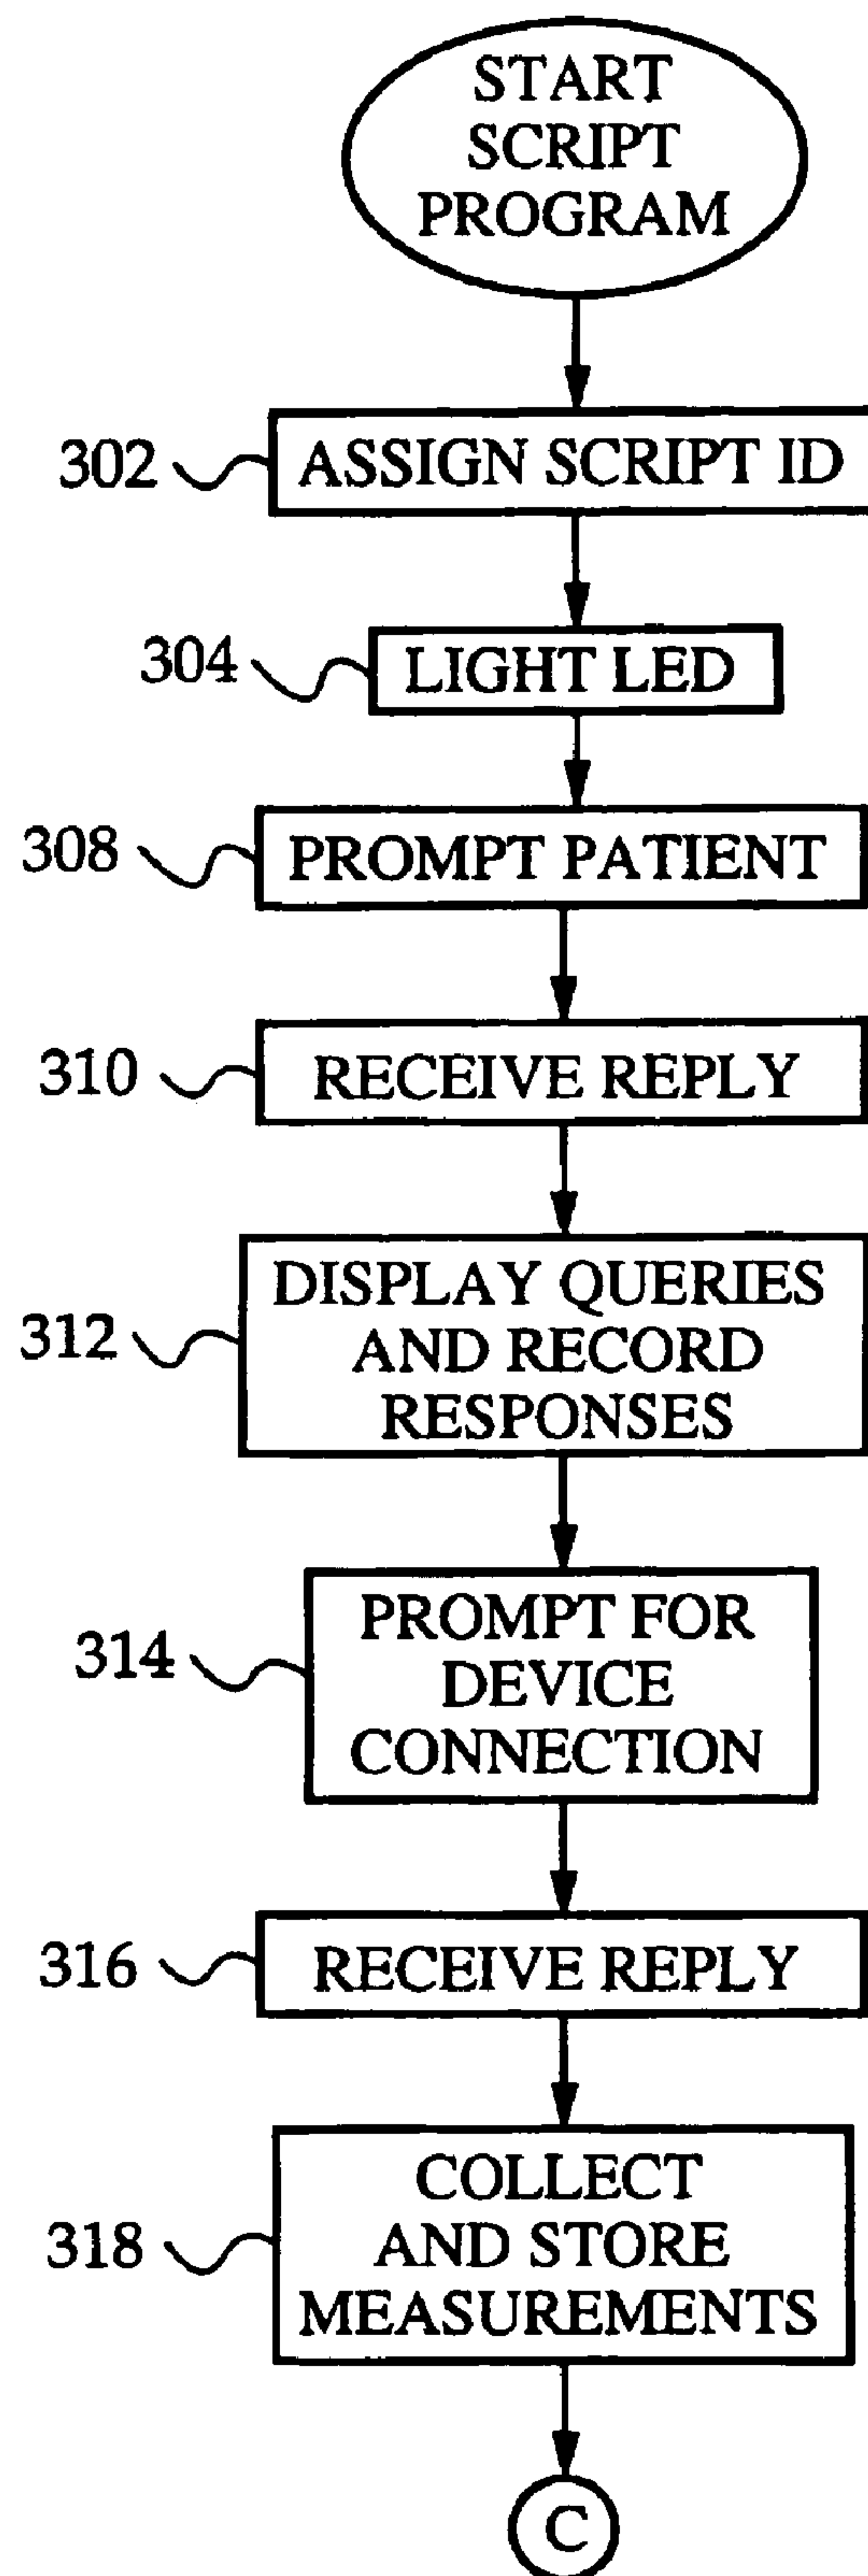 START
SCRIPT
PROGRAM
302
ASSIGN SCRIPT ID
304
LIGHT LED
308
PROMPT PATIENT
310
RECEIVE REPLY
312
DISPLAY QUERIES
AND RECORD
RESPONSES
314
PROMPT FOR
DEVICE
CONNECTION
316
RECEIVE REPLY
318
COLLECT
AND STORE
MEASUREMENTS
C